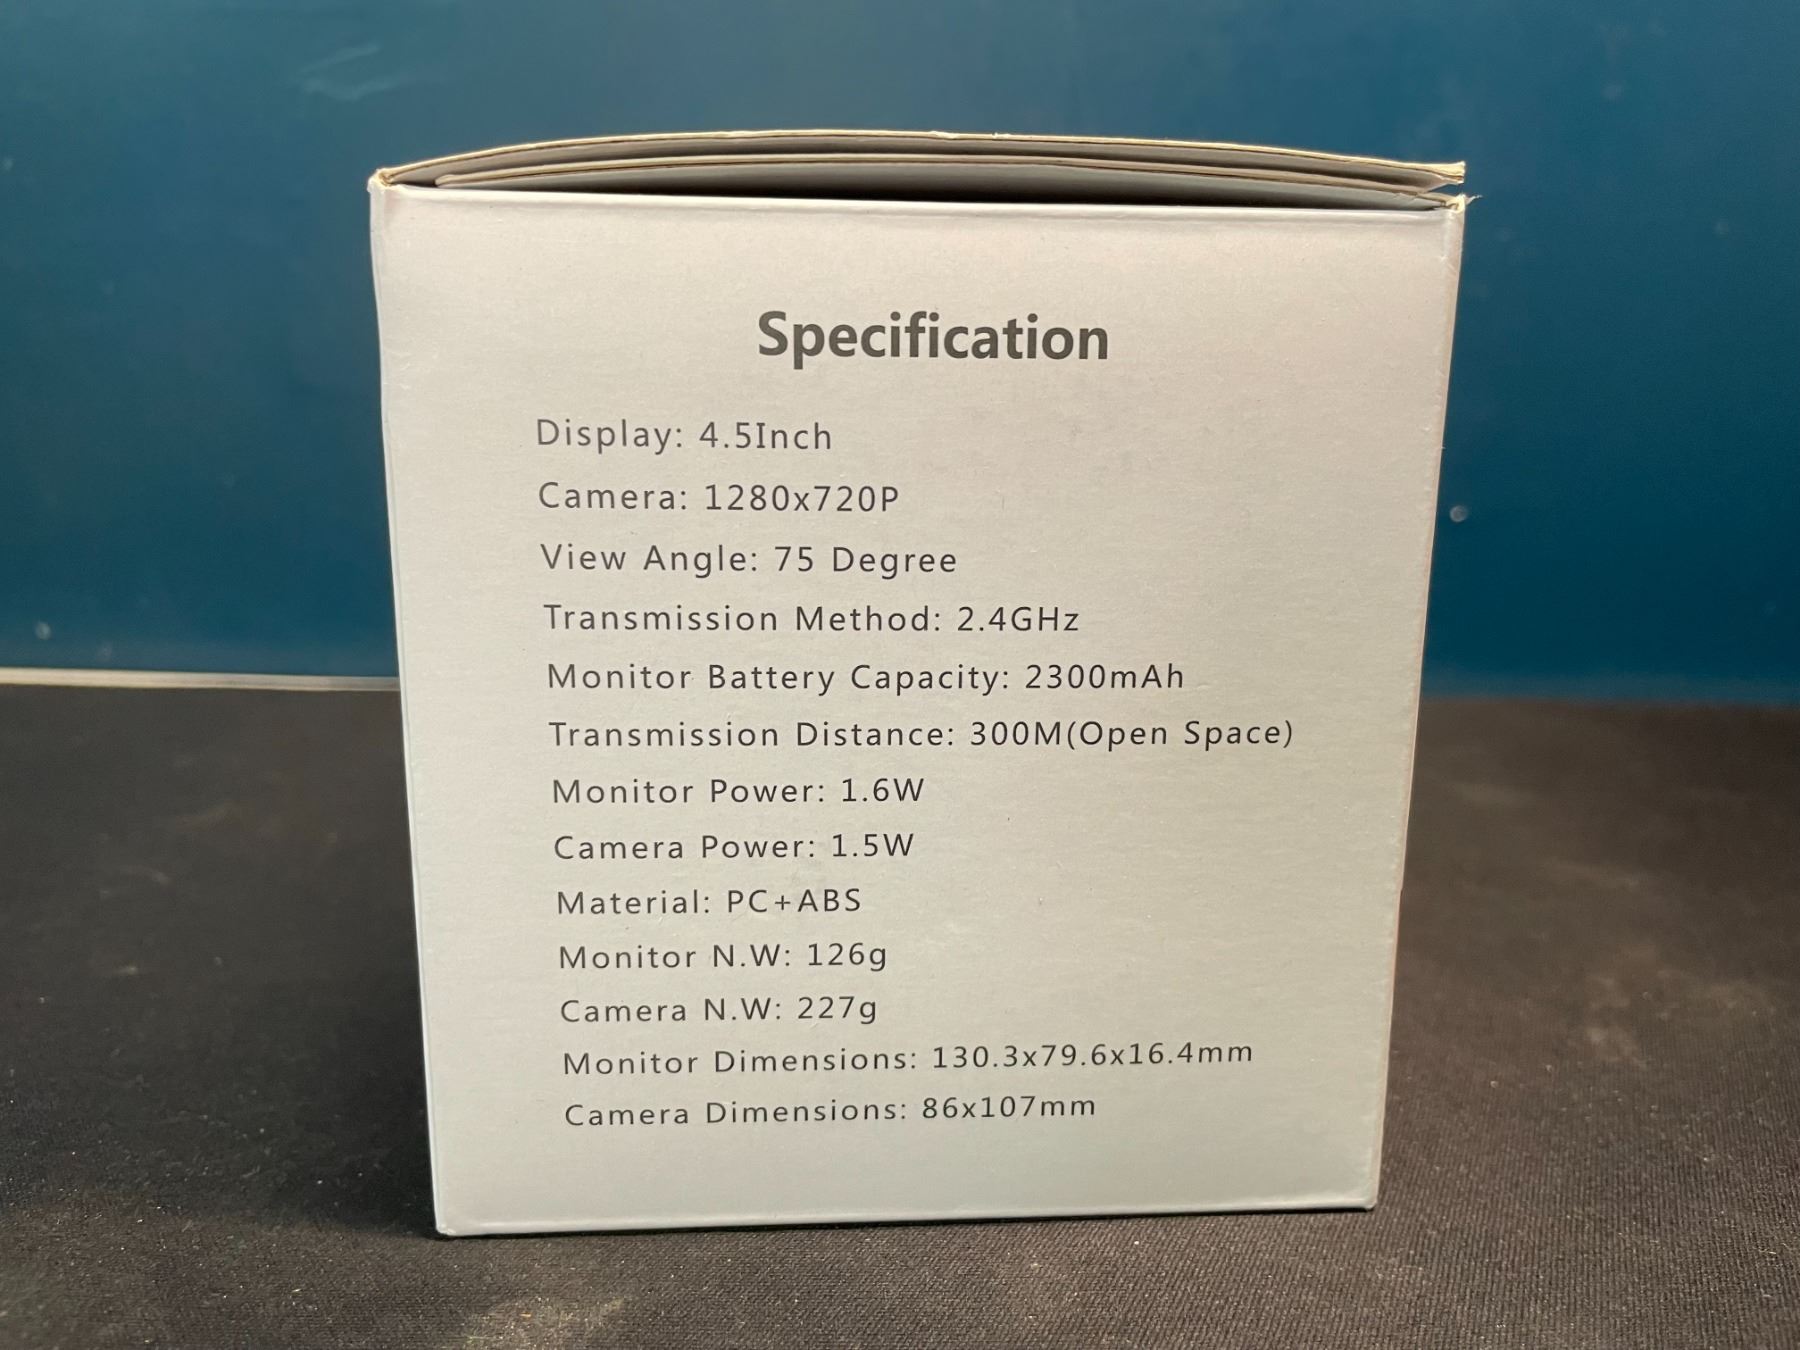 Specification
Display: 4.5Inch
Camera: 1280x720P
View Angle: 75 Degree
Transmission Method: 2.4GHz
Monitor Battery Capacity: 2300mAh
Transmission Distance: 300M(Open Space)
Monitor Power: 1.6W
Camera Power: 1.5W
Material: PC+ABS
Monitor N.W: 126g
Camera N.W: 227g
Monitor Dimensions: 130.3x79.6x16.4mm
Camera Dimensions: 86x107mm